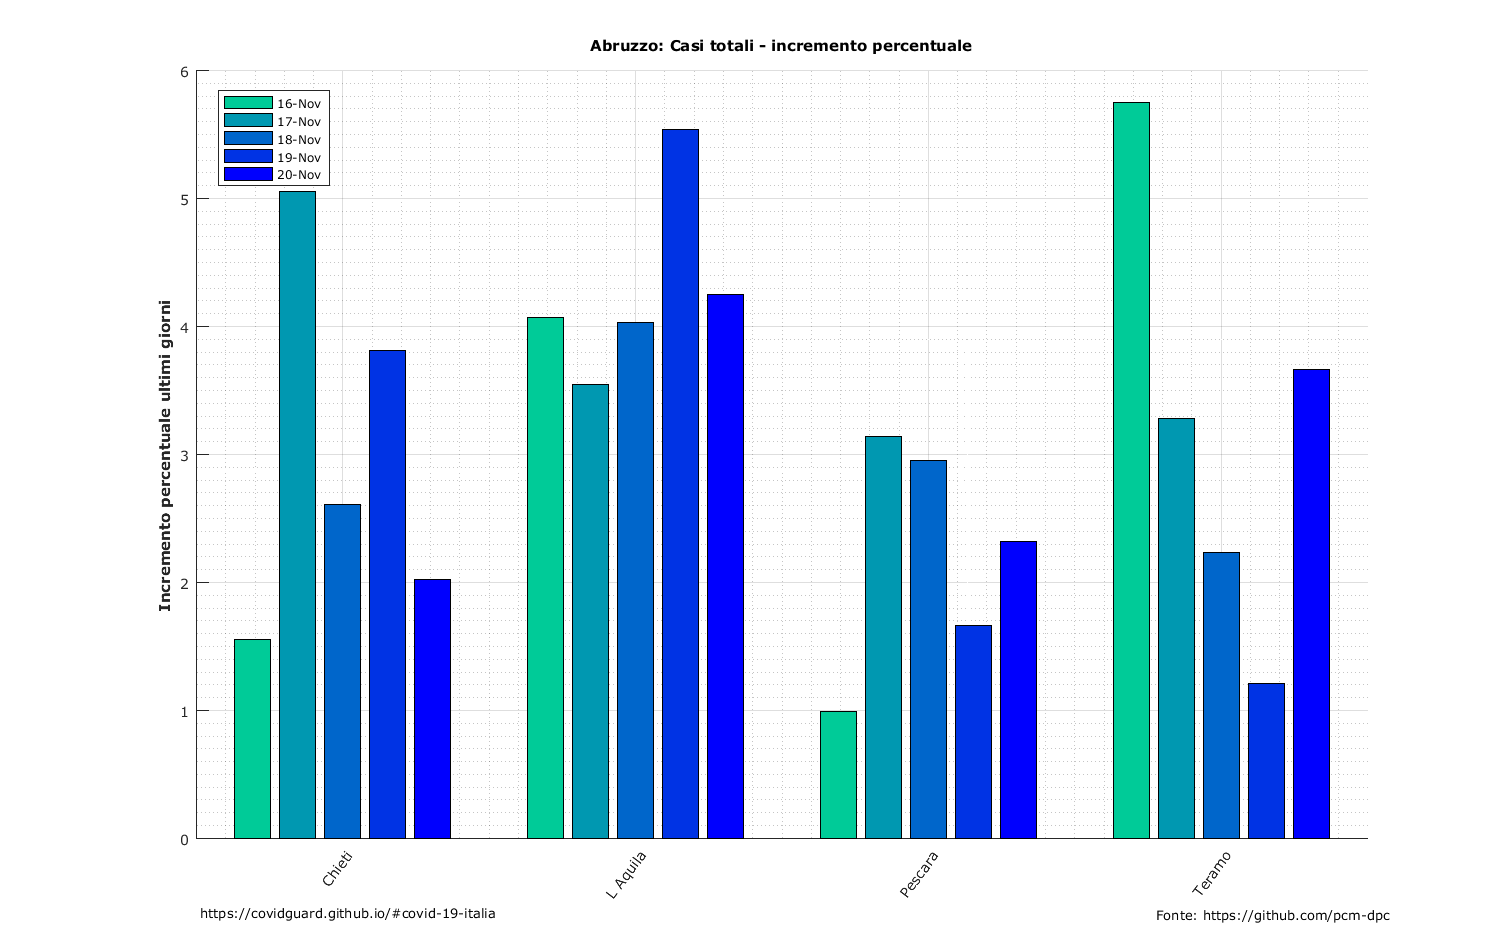 Abruzzo: Casi totali - incremento percentuale
6
5
4
3
2
1
0
Incremento percentuale ultimi giorni
16-Nov
17-Nov
18-Nov
19-Nov
20-Nov
Chieti
L Aquila
Pescara
Teramo
https://covidguard.github.io/#covid-19-italia
Fonte: https://github.com/pcm-dpc